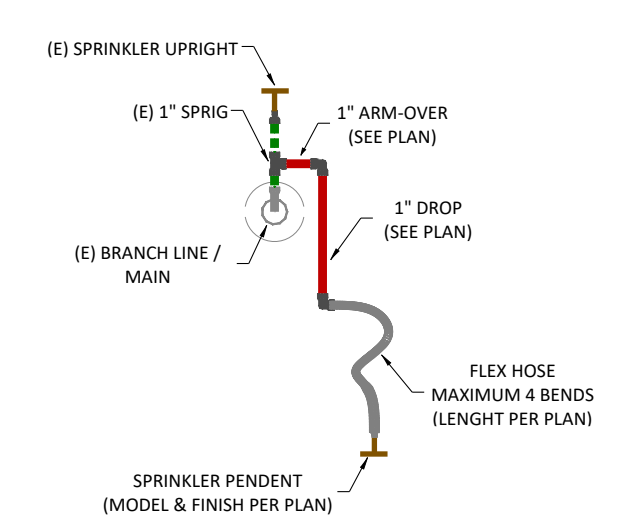 (E) SPRINKLER UPRIGHT
(E) 1" SPRIG
1" ARM-OVER
(SEE PLAN)
1" DROP
(SEE PLAN)
(E) BRANCH LINE /
MAIN
FLEX HOSE
MAXIMUM 4 BENDS
(LENGHT PER PLAN)
SPRINKLER PENDENT
(MODEL & FINISH PER PLAN)